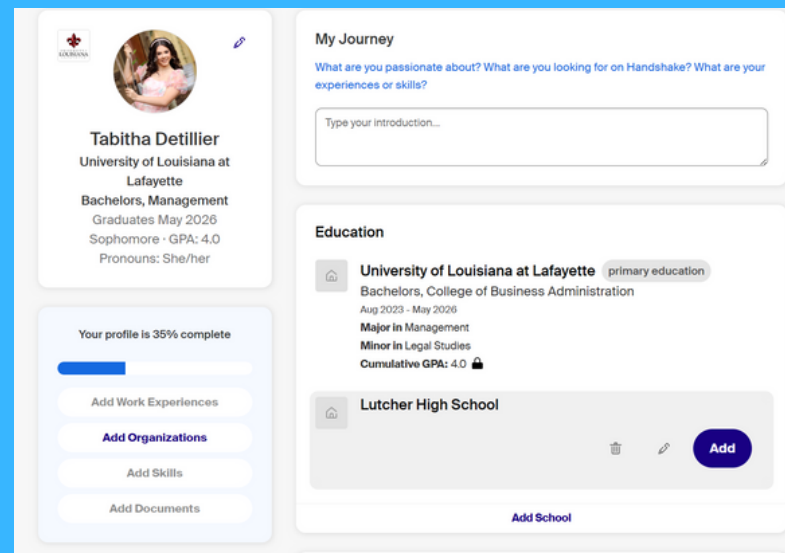 LOUISIANA
Tabitha Detillier
University of Louisiana at
Lafayette
Bachelors, Management
Graduates May 2026
Sophomore · GPA: 4.0
Pronouns: She/her
Your profile is 35% complete
Add Work Experiences
Add Organizations
Add Skills
Add Documents
My Journey
What are you passionate about? What are you looking for on Handshake? What are your
experiences or skills?
Type your introduction...
Education
University of Louisiana at Lafayette primary education
Bachelors, College of Business Administration
Aug 2023 - May 2026
Major in Management
Minor in Legal Studies
Cumulative GPA: 4.0
Lutcher High School
Add
Add School